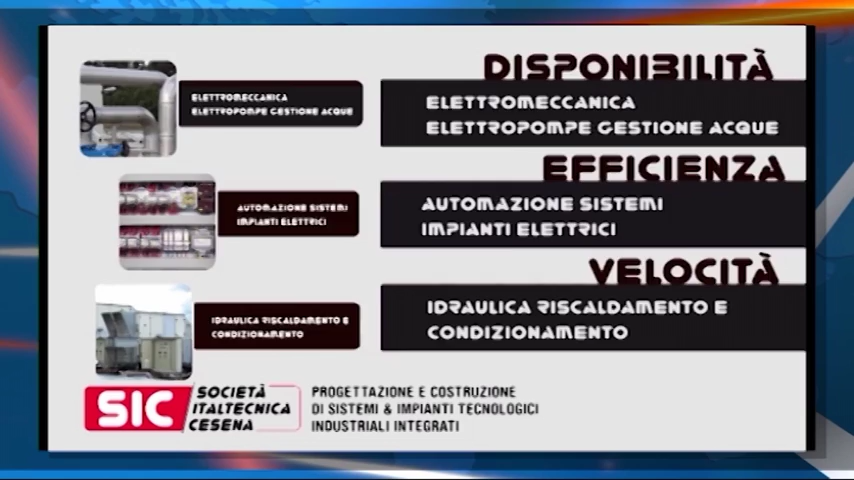 DISPONIBILITÀ
ELETTROMECCANICA
ELETTROPOMPE GESTIONE ACQUE
ELETTROMECCANICA
ELETTROPOMPE GESTIONE ACQUE
EFFICIENZA
AUTOMAZIONE SISTEMI
IMPIANTI ELETTRICI
AUTOMAZIONE SISTEMI
IMPIANTI ELETTRICI
VELOCITÀ
IDRAULICA RISCALDAMENTO E
CONDIZIONAMENTO
IDRAULICA RISCALDAMENTO E
CONDIZIONAMENTO
SIC
SOCIETÀ
ITALTECNICA
CESENA
PROGETTAZIONE E COSTRUZIONE
DI SISTEMI & IMPIANTI TECNOLOGICI
INDUSTRIALI INTEGRATI